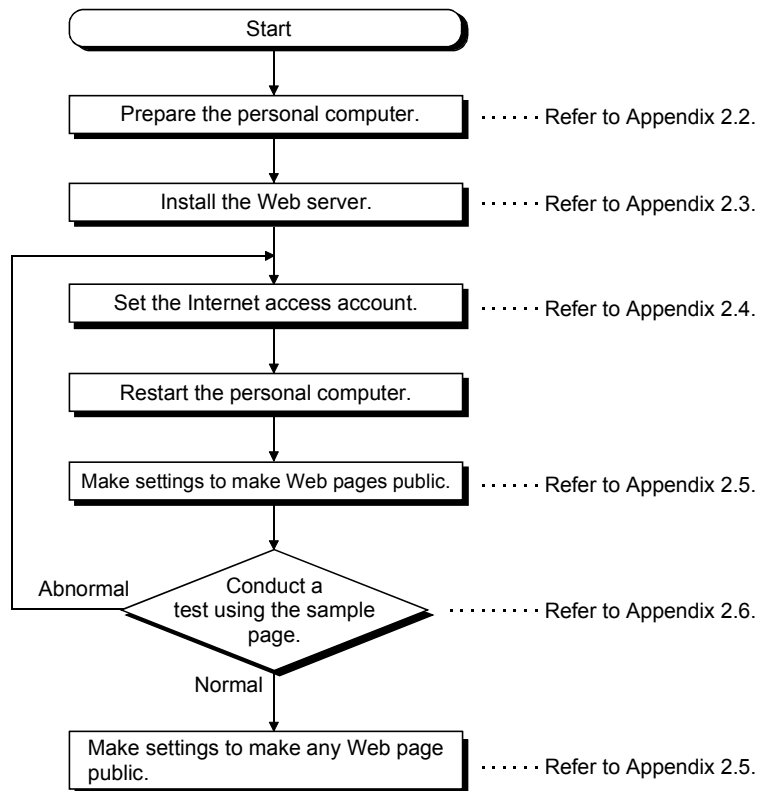 Start
Prepare the personal computer. ・・・・・・ Refer to Appendix 2.2.
Install the Web server. ・・・・・・ Refer to Appendix 2.3.
Set the Internet access account. ・・・・・・ Refer to Appendix 2.4.
Restart the personal computer.
Make settings to make Web pages public. ・・・・・・ Refer to Appendix 2.5.
Abnormal
Conduct a
test using the sample
page.
・・・・・・・・・ Refer to Appendix 2.6.
Normal
Make settings to make any Web page
public.
・・・・・・ Refer to Appendix 2.5.